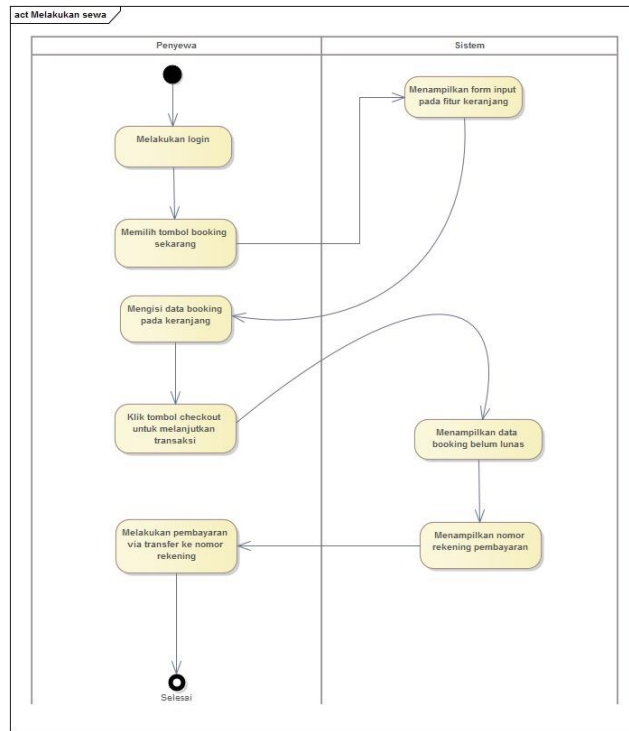 act Melakukan sewa
Penyewa
Sistem
Menampilkan form input
pada fitur keranjang
Melakukan login
Memilih tombol booking
sekarang
Mengisi data booking
pada keranjang
Klik tombol checkout
untuk melanjutkan
transaksi
Menampilkan data
booking belum lunas
Menampilkan nomor
rekening pembayaran
Melakukan pembayaran
via transfer ke nomor
rekening
Selesai